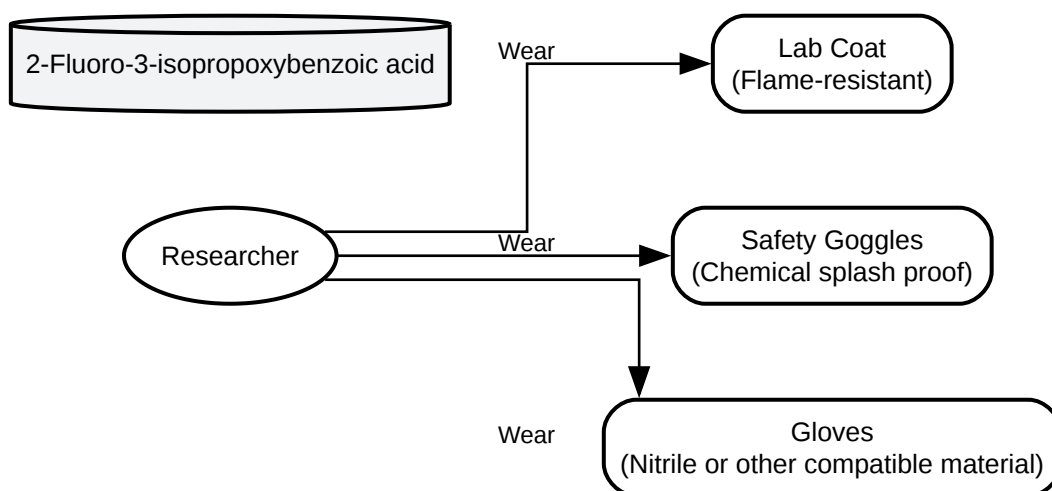 2-Fluoro-3-isopropoxybenzoic acid
Wear
Lab Coat
(Flame-resistant)
Researcher
Wear
Safety Goggles
(Chemical splash proof)
Wear
Gloves
(Nitrile or other compatible material)